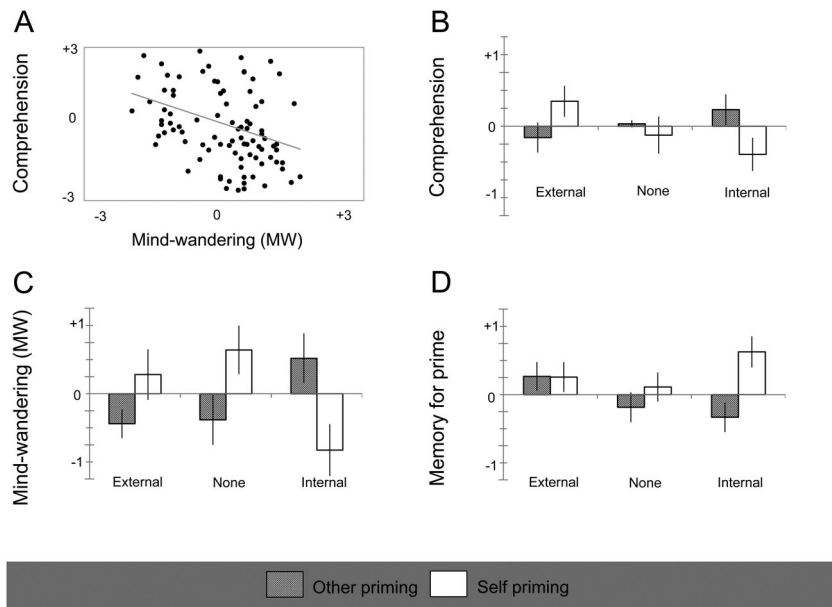 A
Comprehension
+3
0
-3
-3
0
+3
Mind-wandering (MW)
B
Comprehension
+1
0
-1
External
None
Internal
C
Mind-wandering (MW)
+1
0
-1
External
None
Internal
D
Memory for prime
+1
0
-1
External
None
Internal
Other priming
Self priming